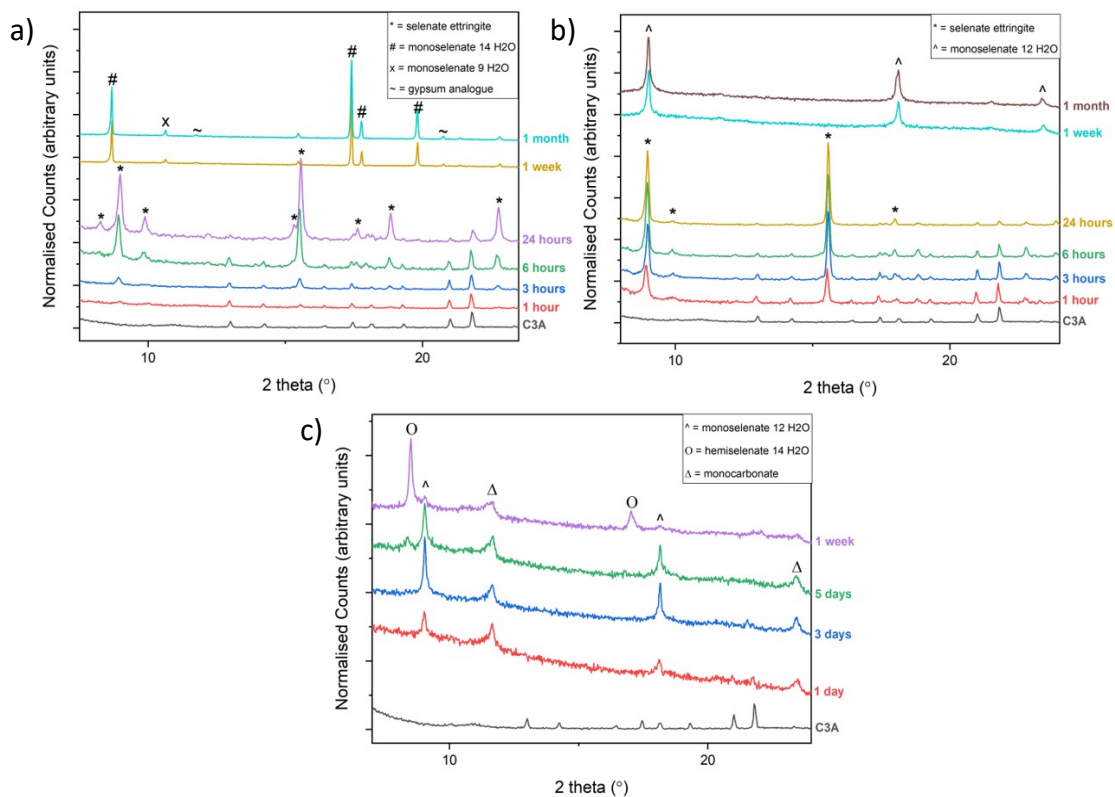 a)
Normalised Counts (arbitrary units)
* = selenate ettringite
# = monoselenate 14 H2O
x = monoselenate 9 H2O
~ = gypsum analogue
#
x
~
#
#
#
~
1 month
1 week
*
*
*
*
*
*
*
*
24 hours
6 hours
3 hours
1 hour
C3A
10
20
2 theta (°)
b)
Normalised Counts (arbitrary units)
* = selenate ettringite
^ = monoselenate 12 H2O
^
^
^
1 month
1 week
*
*
*
*
24 hours
6 hours
3 hours
1 hour
C3A
10
20
2 theta (°)
c)
Normalised Counts (arbitrary units)
^ = monoselenate 12 H2O
O = hemiselenate 14 H2O
Δ = monocarbonate
O
^
Δ
O
^
Δ
1 week
5 days
3 days
1 day
C3A
10
20
2 theta (°)